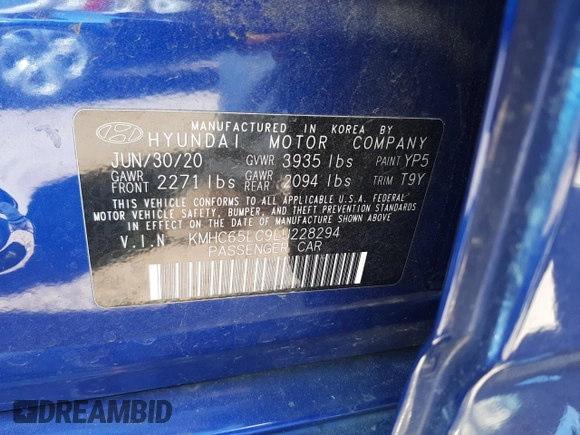 MANUFACTURED IN KOREA BY
HYUNDAI MOTOR COMPANY
JUN/30/20 GVWR 3935 lbs PAINT YP5
GAWR FRONT 2271 lbs GAWR REAR 2094 lbs TRIM T9Y
THIS VEHICLE CONFORMS TO ALL APPLICABLE U.S.A. FEDERAL
MOTOR VEHICLE SAFETY, BUMPER, AND THEFT PREVENTION STANDARDS
IN EFFECT ON THE DATE OF MANUFACTURE SHOWN ABOVE.
V.I.N KMHC65LC9LU228294
PASSENGER CAR
DREAMBID